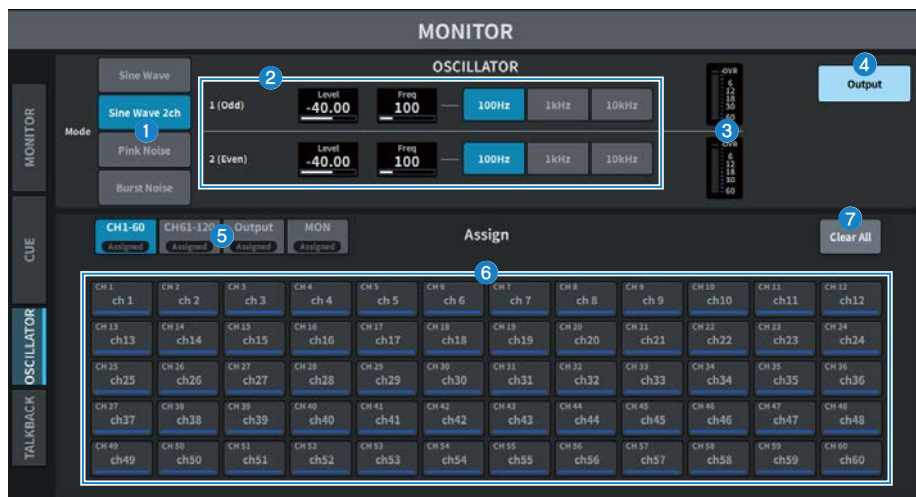 MONITOR
OSCILLATOR
Mode
Sine Wave
Sine Wave 2ch
Pink Noise
Burst Noise
1
2
1 (Odd)
Level
-40.00
Freq
100
100Hz
1kHz
10kHz
2 (Even)
Level
-40.00
Freq
100
100Hz
1kHz
10kHz
OVR
6
12
18
30
60
3
OVR
6
12
18
30
60
4
Output
MONITOR
CUE
OSCILLATOR
TALKBACK
CH1-60
Assigned
CH61-120
Assigned
5
Output
Assigned
MON
Assigned
Assign
7
Clear All
6
CH 1 CH 2 CH 3 CH 4 CH 5 CH 6 CH 7 CH 8 CH 9 CH 10 CH 11 CH 12
ch 1 ch 2 ch 3 ch 4 ch 5 ch 6 ch 7 ch 8 ch 9 ch10 ch11 ch12
CH 13 CH 14 CH 15 CH 16 CH 17 CH 18 CH 19 CH 20 CH 21 CH 22 CH 23 CH 24
ch13 ch14 ch15 ch16 ch17 ch18 ch19 ch20 ch21 ch22 ch23 ch24
CH 25 CH 26 CH 27 CH 28 CH 29 CH 30 CH 31 CH 32 CH 33 CH 34 CH 35 CH 36
ch25 ch26 ch27 ch28 ch29 ch30 ch31 ch32 ch33 ch34 ch35 ch36
CH 37 CH 38 CH 39 CH 40 CH 41 CH 42 CH 43 CH 44 CH 45 CH 46 CH 47 CH 48
ch37 ch38 ch39 ch40 ch41 ch42 ch43 ch44 ch45 ch46 ch47 ch48
CH 49 CH 50 CH 51 CH 52 CH 53 CH 54 CH 55 CH 56 CH 57 CH 58 CH 59 CH 60
ch49 ch50 ch51 ch52 ch53 ch54 ch55 ch56 ch57 ch58 ch59 ch60